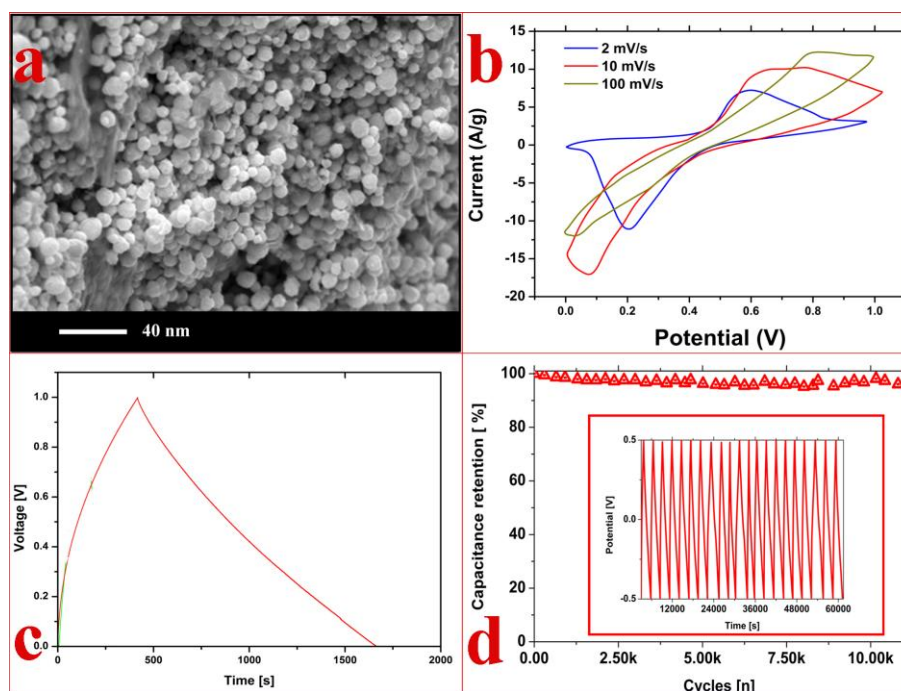 a
40 nm
b
2 mV/s
10 mV/s
100 mV/s
Current (A/g)
15
10
5
0
-5
-10
-15
-20
0.0 0.2 0.4 0.6 0.8 1.0
Potential (V)
c
Voltage [V]
1.0
0.8
0.6
0.4
0.2
0.0
0 500 1000 1500 2000
Time [s]
d
Capacitance retention [ %]
100
80
60
40
20
0
0.00 2.50k 5.00k 7.50k 10.00k
Cycles [n]
Potential [V]
0.5
0.0
-0.5
12000 24000 36000 48000 60000
Time [s]